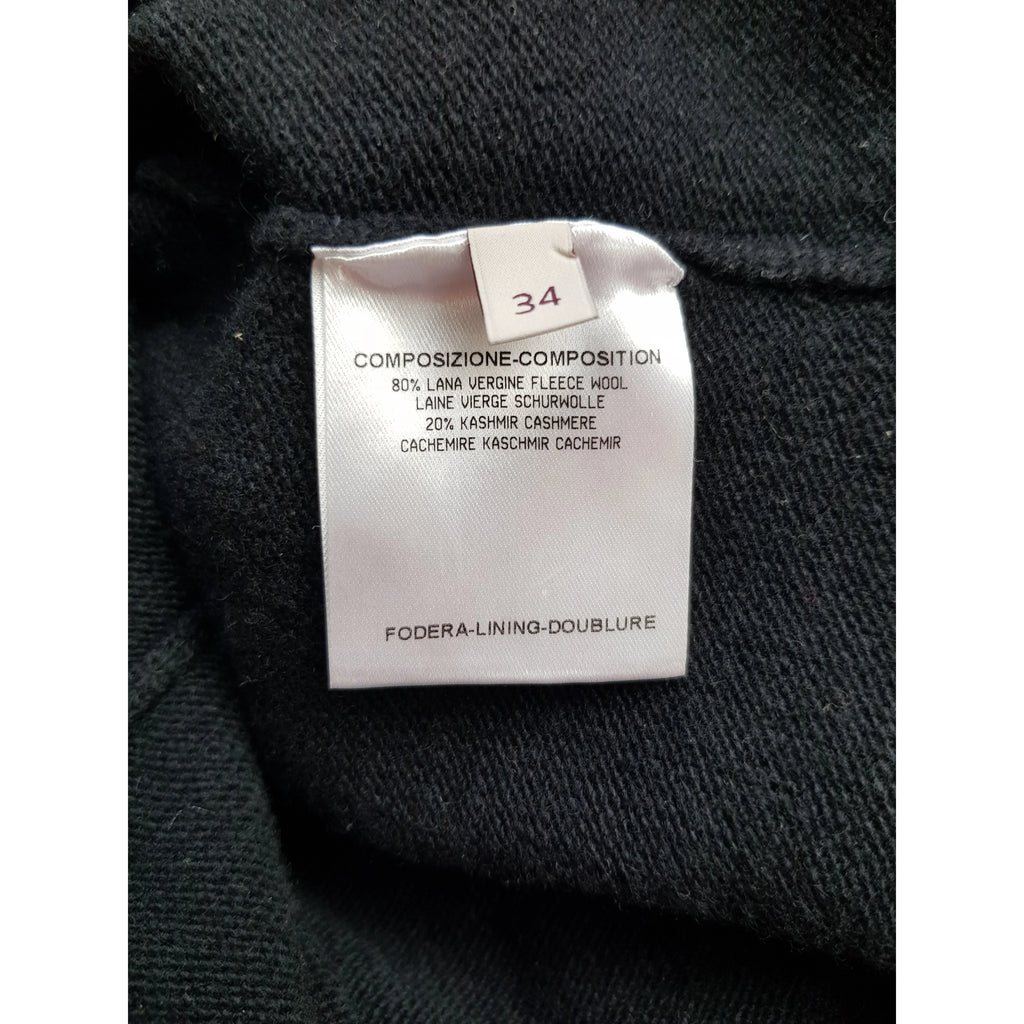 34
COMPOSIZIONE-COMPOSITION
80% LANA VERGINE FLEECE WOOL
LAINE VIERGE SCHURWOLLE
20% KASHMIR CASHMERE
CACHEMIRE KASCHMIR CACHEMIR
FODERA-LINING-DOUBLURE